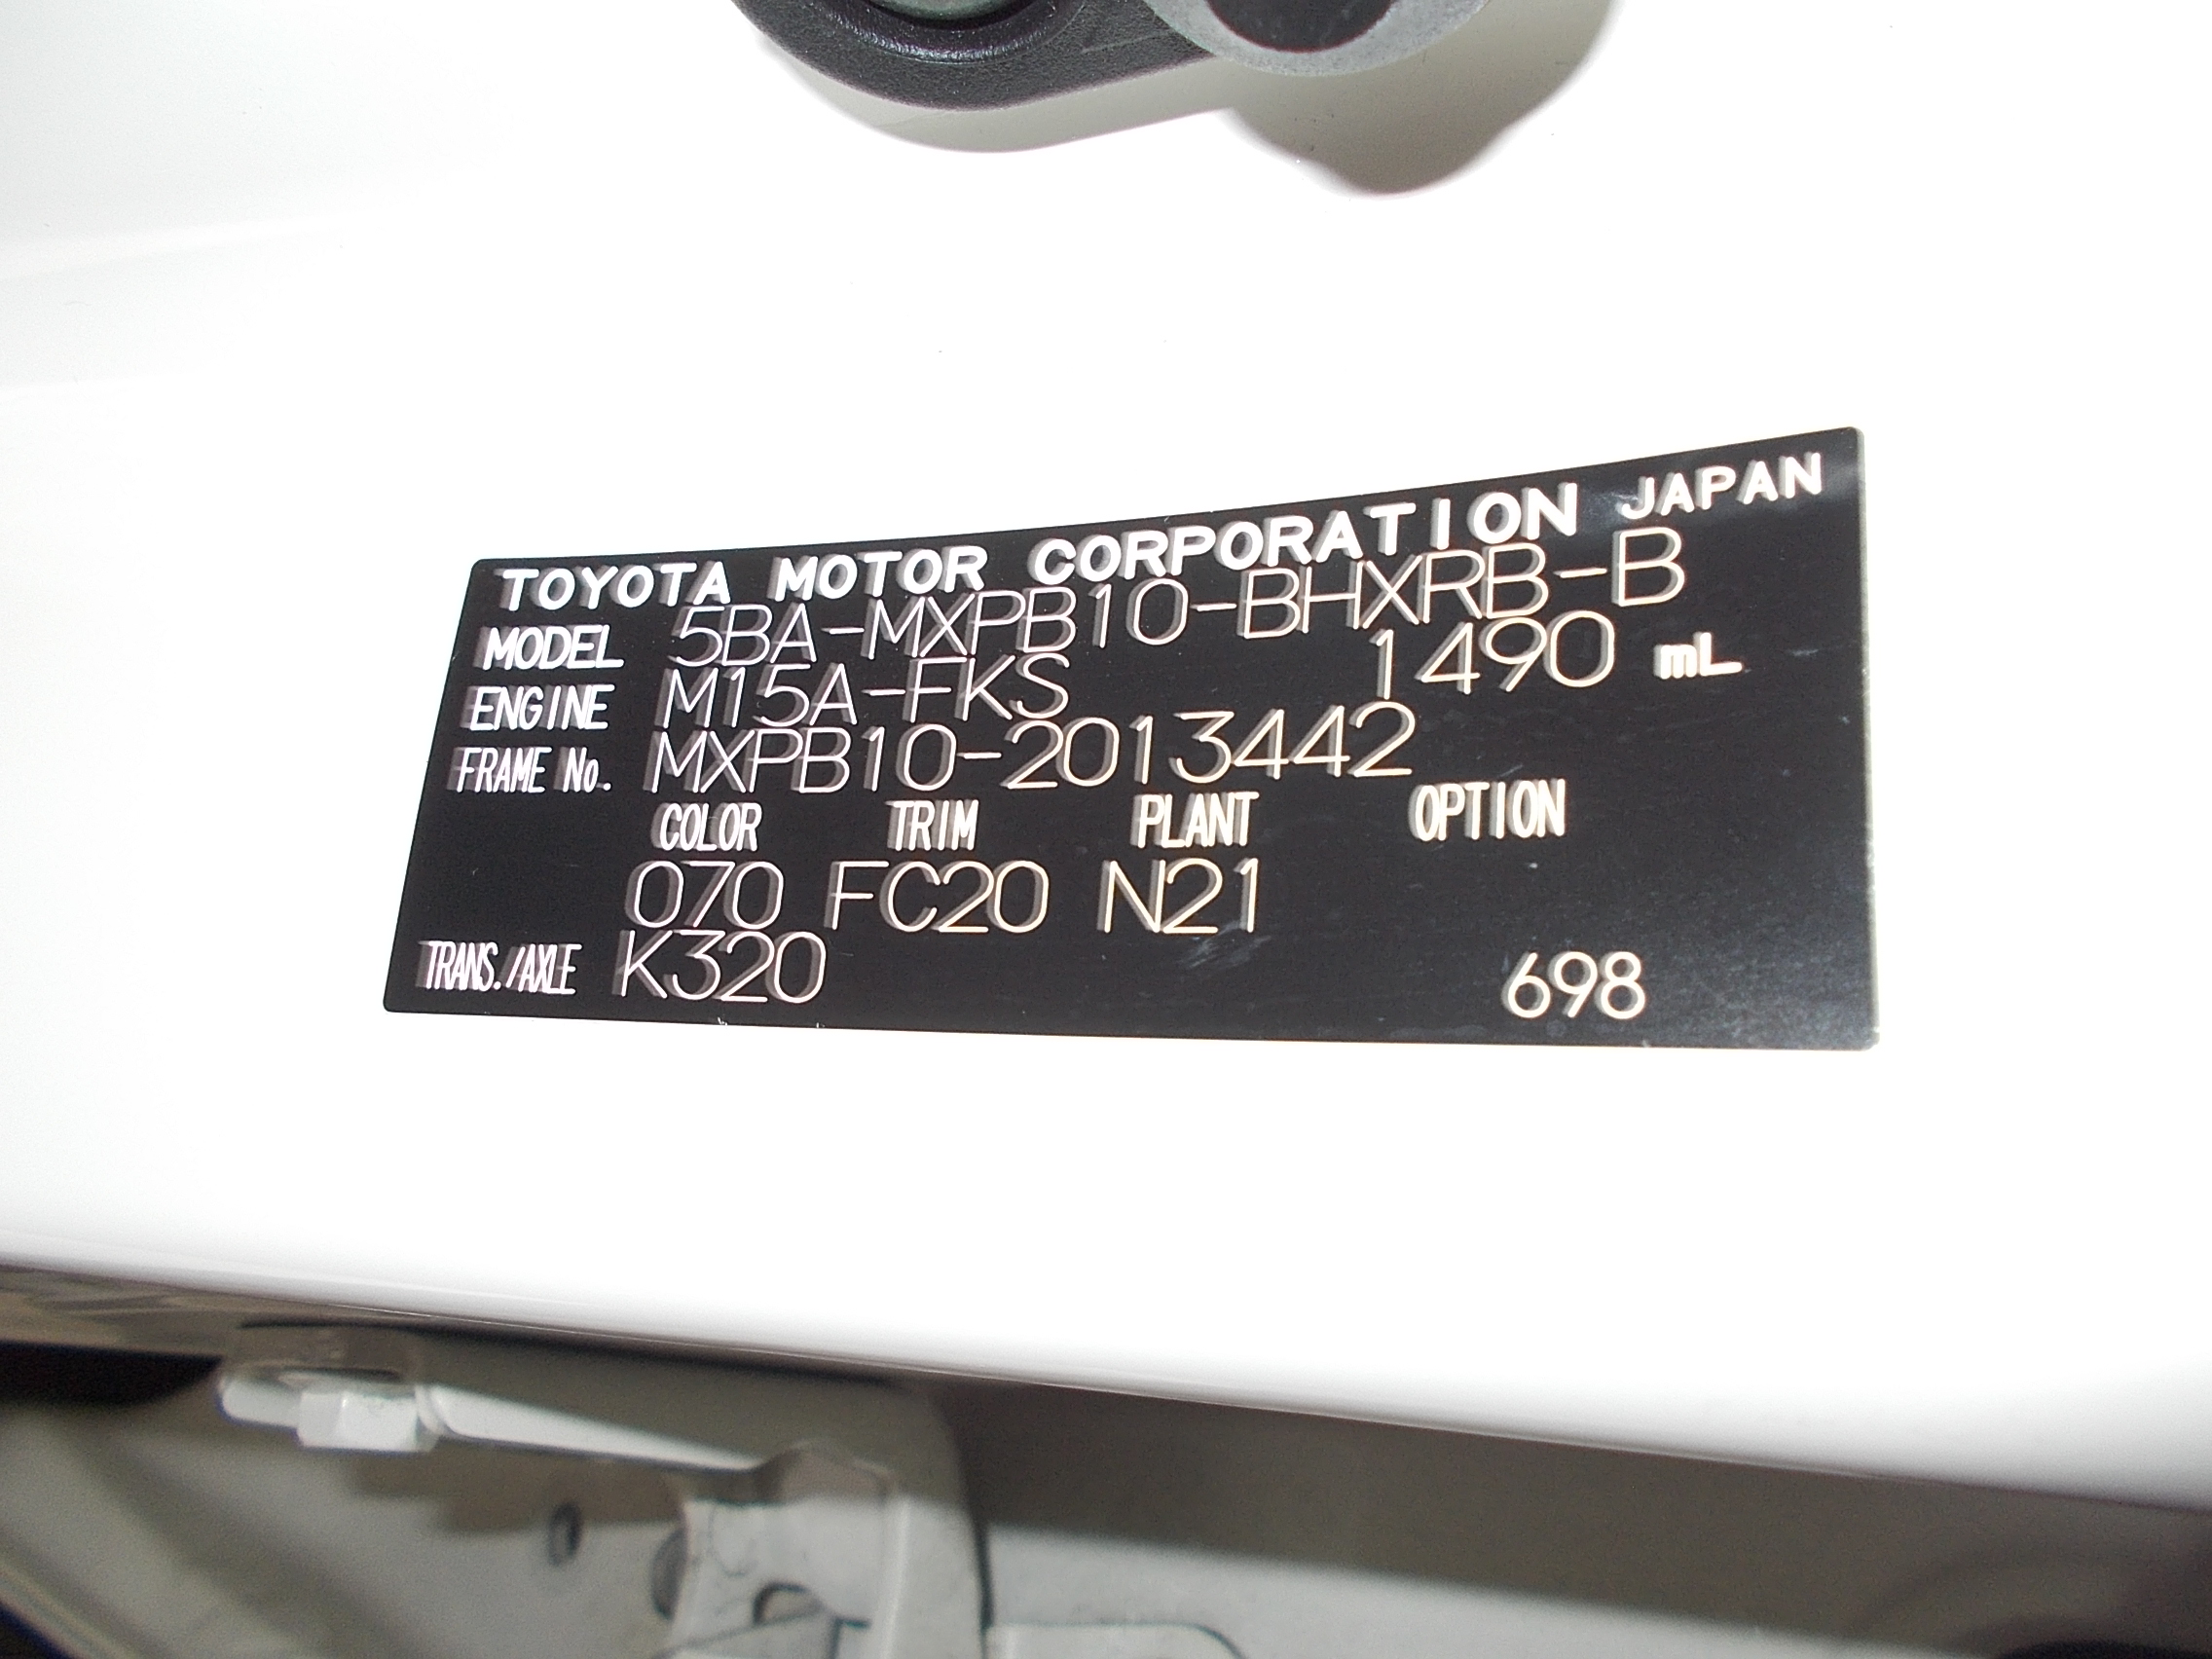 TOYOTA MOTOR CORPORATION JAPAN
MODEL 5BA-MXPB10-BHXRB-B
ENGINE M15A-FKS 1490 mL
FRAME No. MXPB10-2013442
COLOR TRIM PLANT OPTION
070 FC20 N21
TRANS./AXLE K320 698